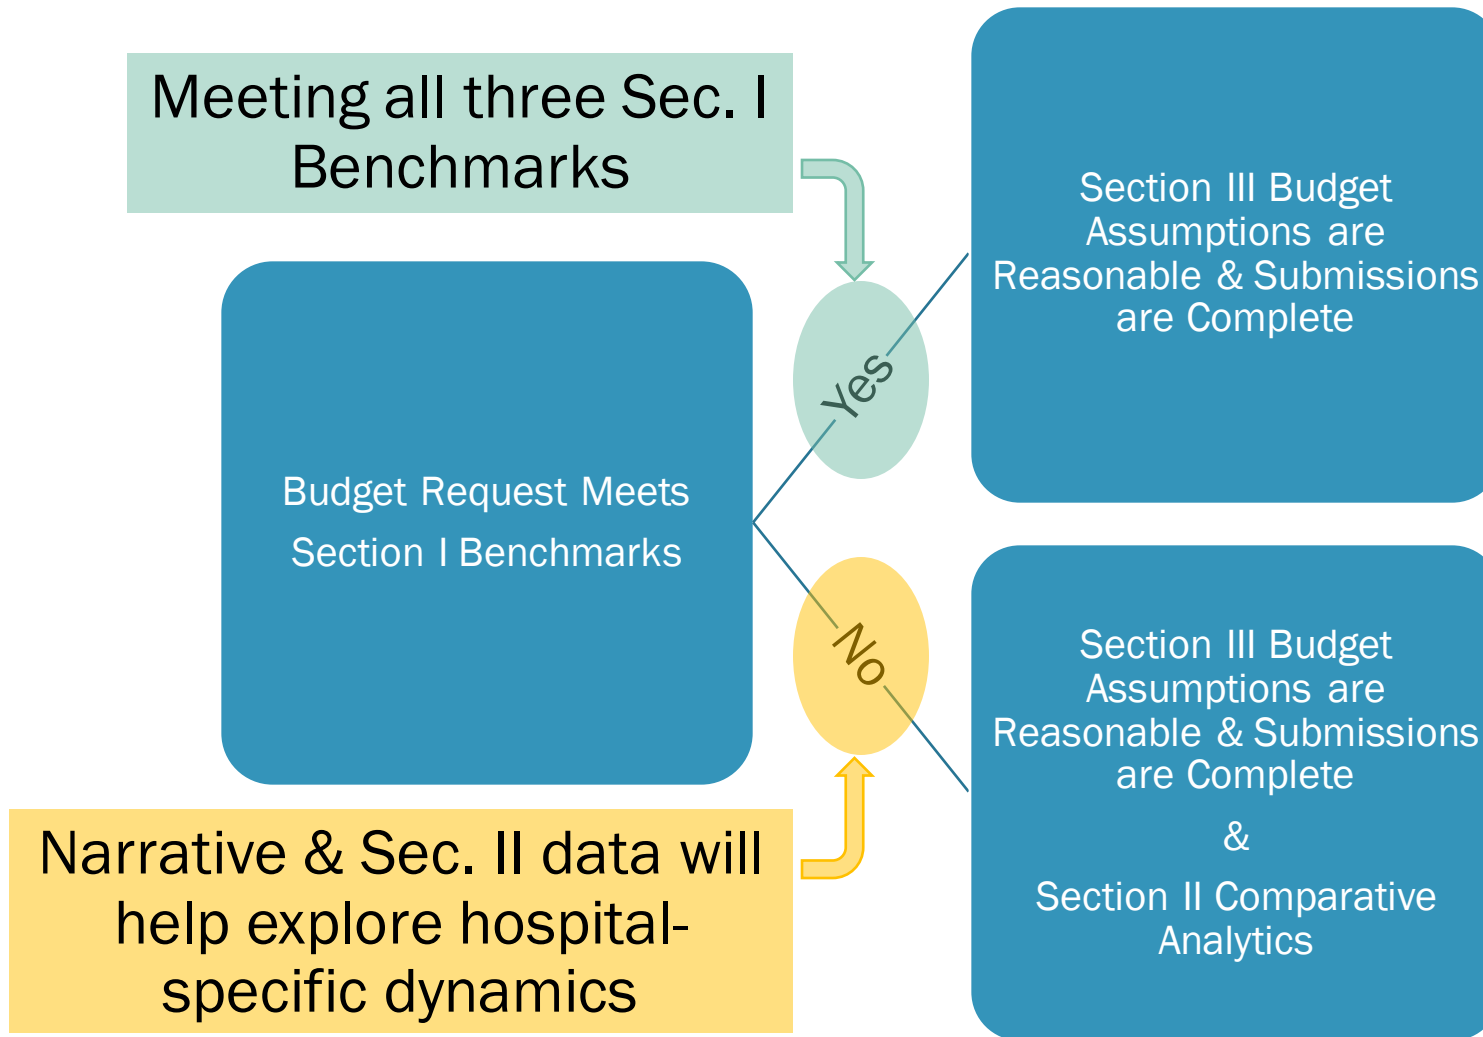 Meeting all three Sec. I
Benchmarks
Budget Request Meets
Section I Benchmarks
Yes
Section III Budget
Assumptions are
Reasonable & Submissions
are Complete
No
Section III Budget
Assumptions are
Reasonable & Submissions
are Complete
&
Section II Comparative
Analytics
Narrative & Sec. II data will
help explore hospital-
specific dynamics